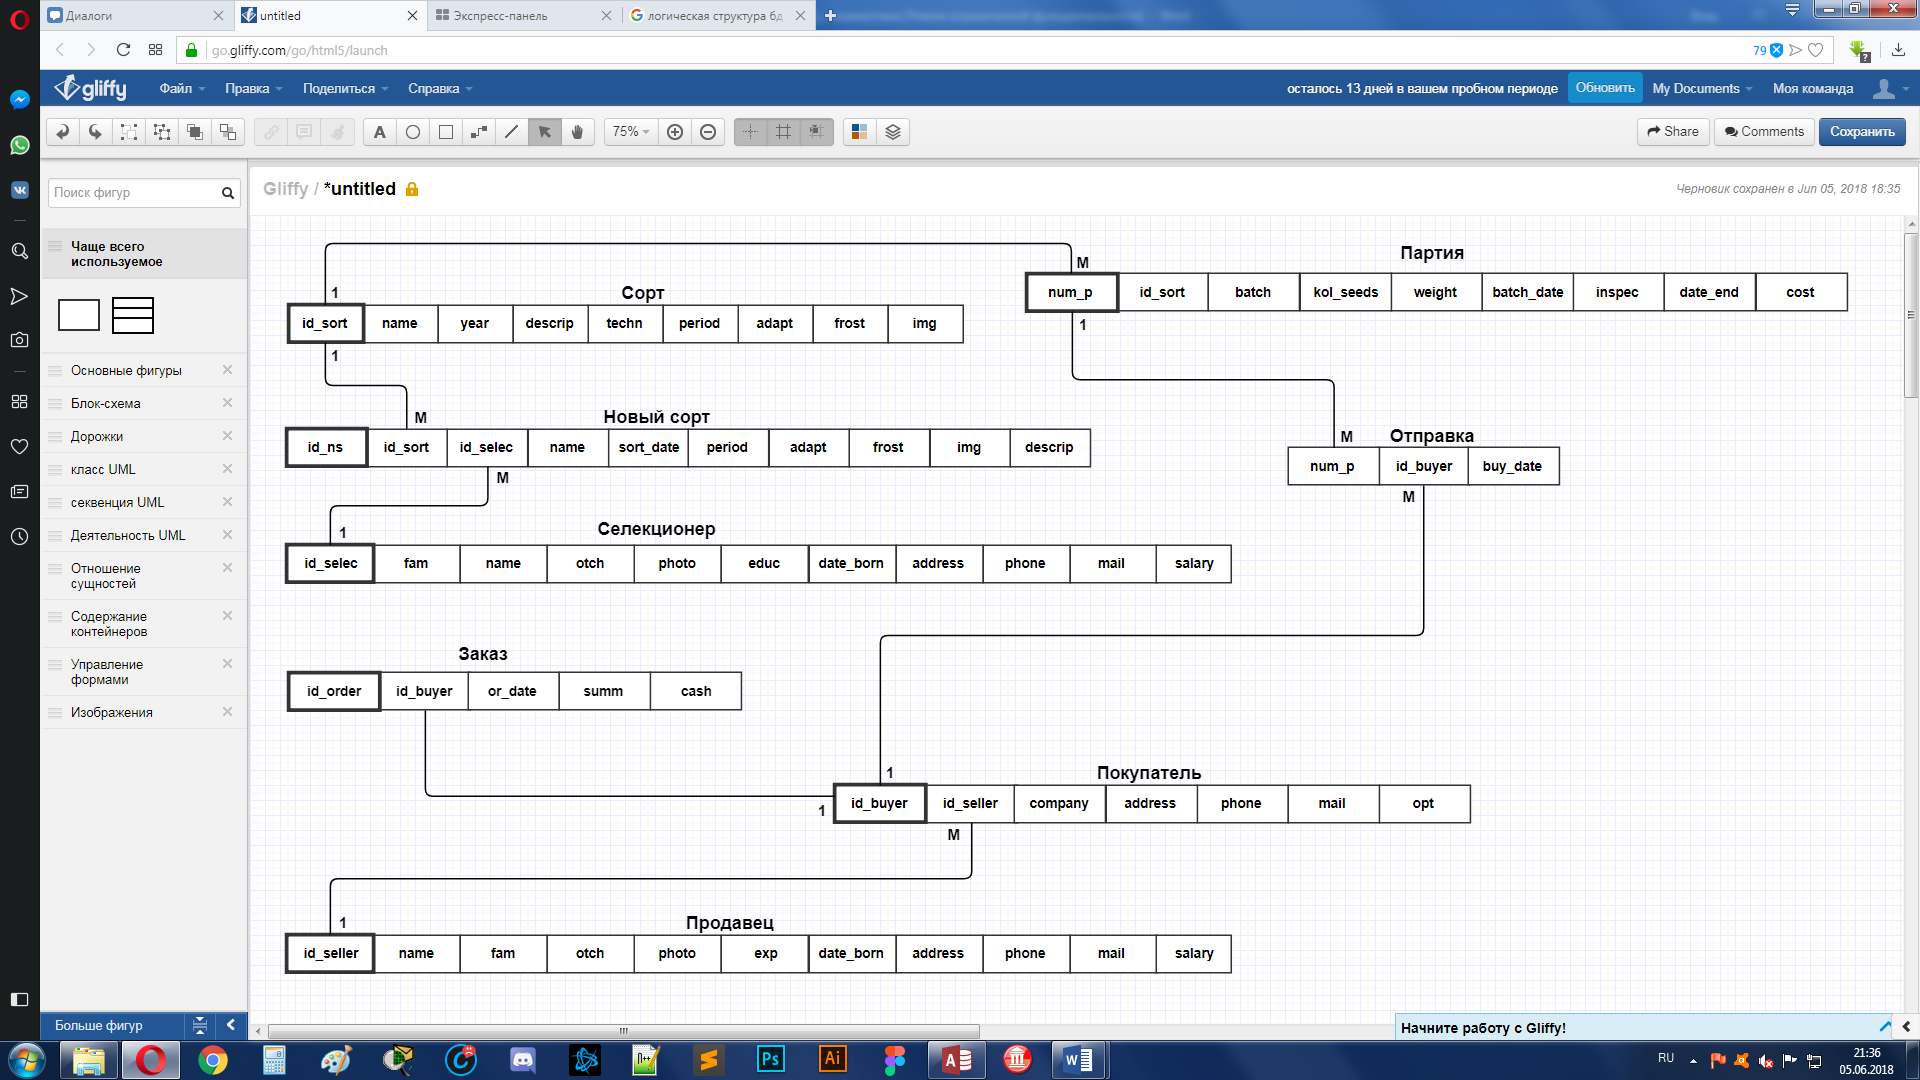 Диалоги
untitled
Экспресс-панель
логическая структура бд
go.gliffy.com/go/html5/launch
79
gliffy
Файл
Правка
Поделиться
Справка
осталось 13 дней в вашем пробном периоде
Обновить
My Documents
Моя команда
A
75%
Share
Comments
Сохранить
Поиск фигур
Gliffy / *untitled
Черновик сохранен в Jun 05, 2018 18:35
Чаще всего
используемое
Основные фигуры
Блок-схема
Дорожки
класс UML
секвенция UML
Деятельность UML
Отношение
сущностей
Содержание
контейнеров
Управление
формами
Изображения
Больше фигур
M
Партия
num_p id_sort batch kol_seeds weight batch_date inspec date_end cost
1
1
Сорт
id_sort name year descrip techn period adapt frost img
1
M
Новый сорт
id_ns id_sort id_selec name sort_date period adapt frost img descrip
M
M
Отправка
num_p id_buyer buy_date
M
1
Селекционер
id_selec fam name otch photo educ date_born address phone mail salary
Заказ
id_order id_buyer or_date summ cash
1
1
Покупатель
id_buyer id_seller company address phone mail opt
M
1
Продавец
id_seller name fam otch photo exp date_born address phone mail salary
Начните работу с Gliffy!
Ps
Ai
RU
21:36
05.06.2018